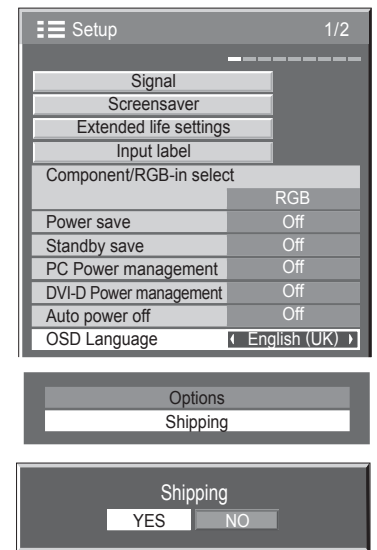 Setup 1/2
Signal
Screensaver
Extended life settings
Input label
Component/RGB-in select
RGB
Power save Off
Standby save Off
PC Power management Off
DVI-D Power management Off
Auto power off Off
OSD Language English (UK)
Options
Shipping
Shipping
YES NO